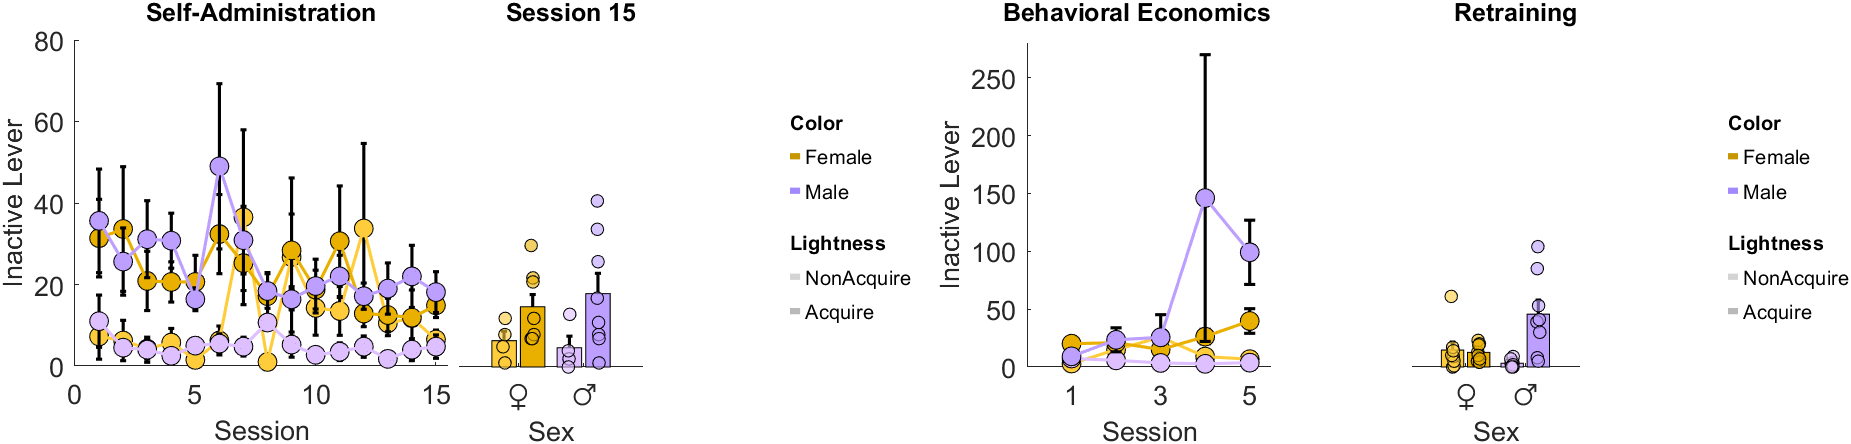 Self-Administration
Session 15
Behavioral Economics
Retraining
Inactive Lever
80
60
40
20
0
0
5
10
15
Session
♀
♂
Sex
Color
Female
Male
Lightness
NonAcquire
Acquire
Inactive Lever
250
200
150
100
50
0
1
3
5
Session
♀
♂
Sex
Color
Female
Male
Lightness
NonAcquire
Acquire